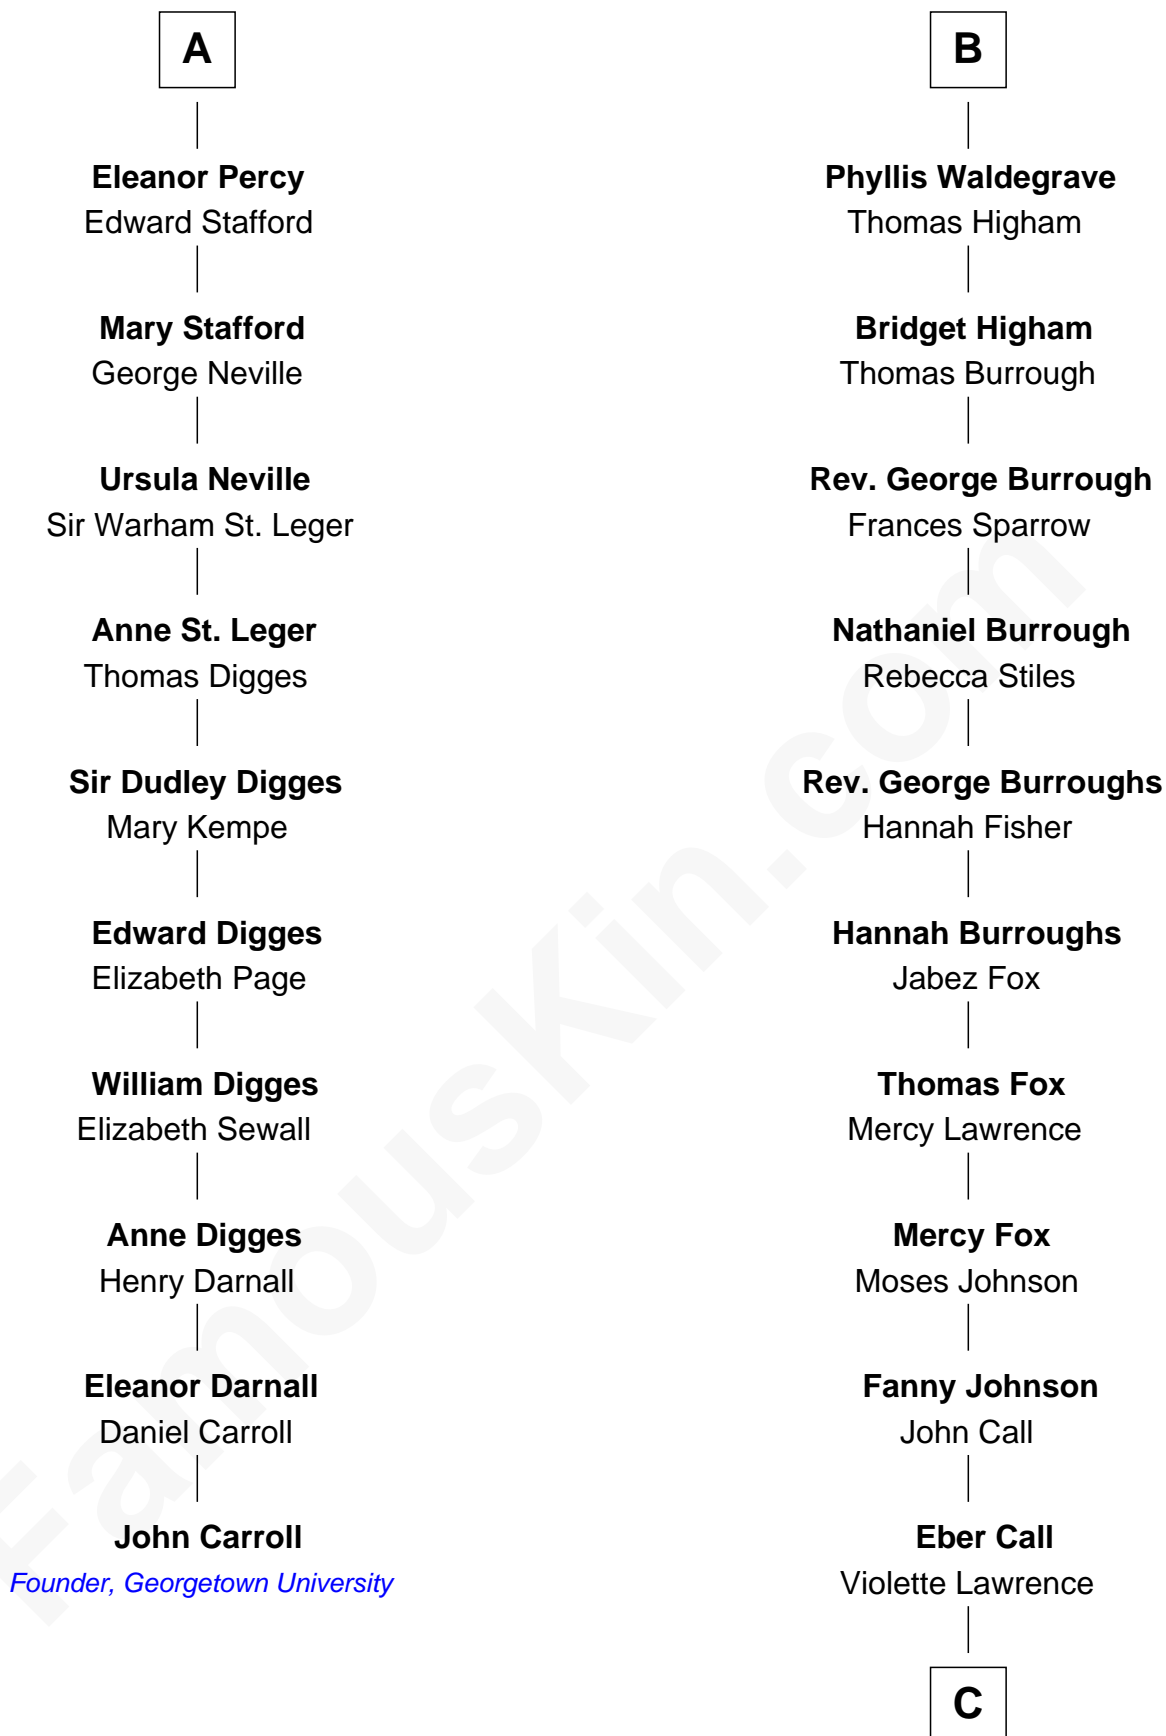 A
Eleanor Percy
Edward Stafford
Mary Stafford
George Neville
Ursula Neville
Sir Warham St. Leger
Anne St. Leger
Thomas Digges
Sir Dudley Digges
Mary Kempe
Edward Digges
Elizabeth Page
William Digges
Elizabeth Sewall
Anne Digges
Henry Darnall
Eleanor Darnall
Daniel Carroll
John Carroll
Founder, Georgetown University
B
Phyllis Waldegrave
Thomas Higham
Bridget Higham
Thomas Burrough
Rev. George Burrough
Frances Sparrow
Nathaniel Burrough
Rebecca Stiles
Rev. George Burroughs
Hannah Fisher
Hannah Burroughs
Jabez Fox
Thomas Fox
Mercy Lawrence
Mercy Fox
Moses Johnson
Fanny Johnson
John Call
Eber Call
Violette Lawrence
C
FamousKin.com